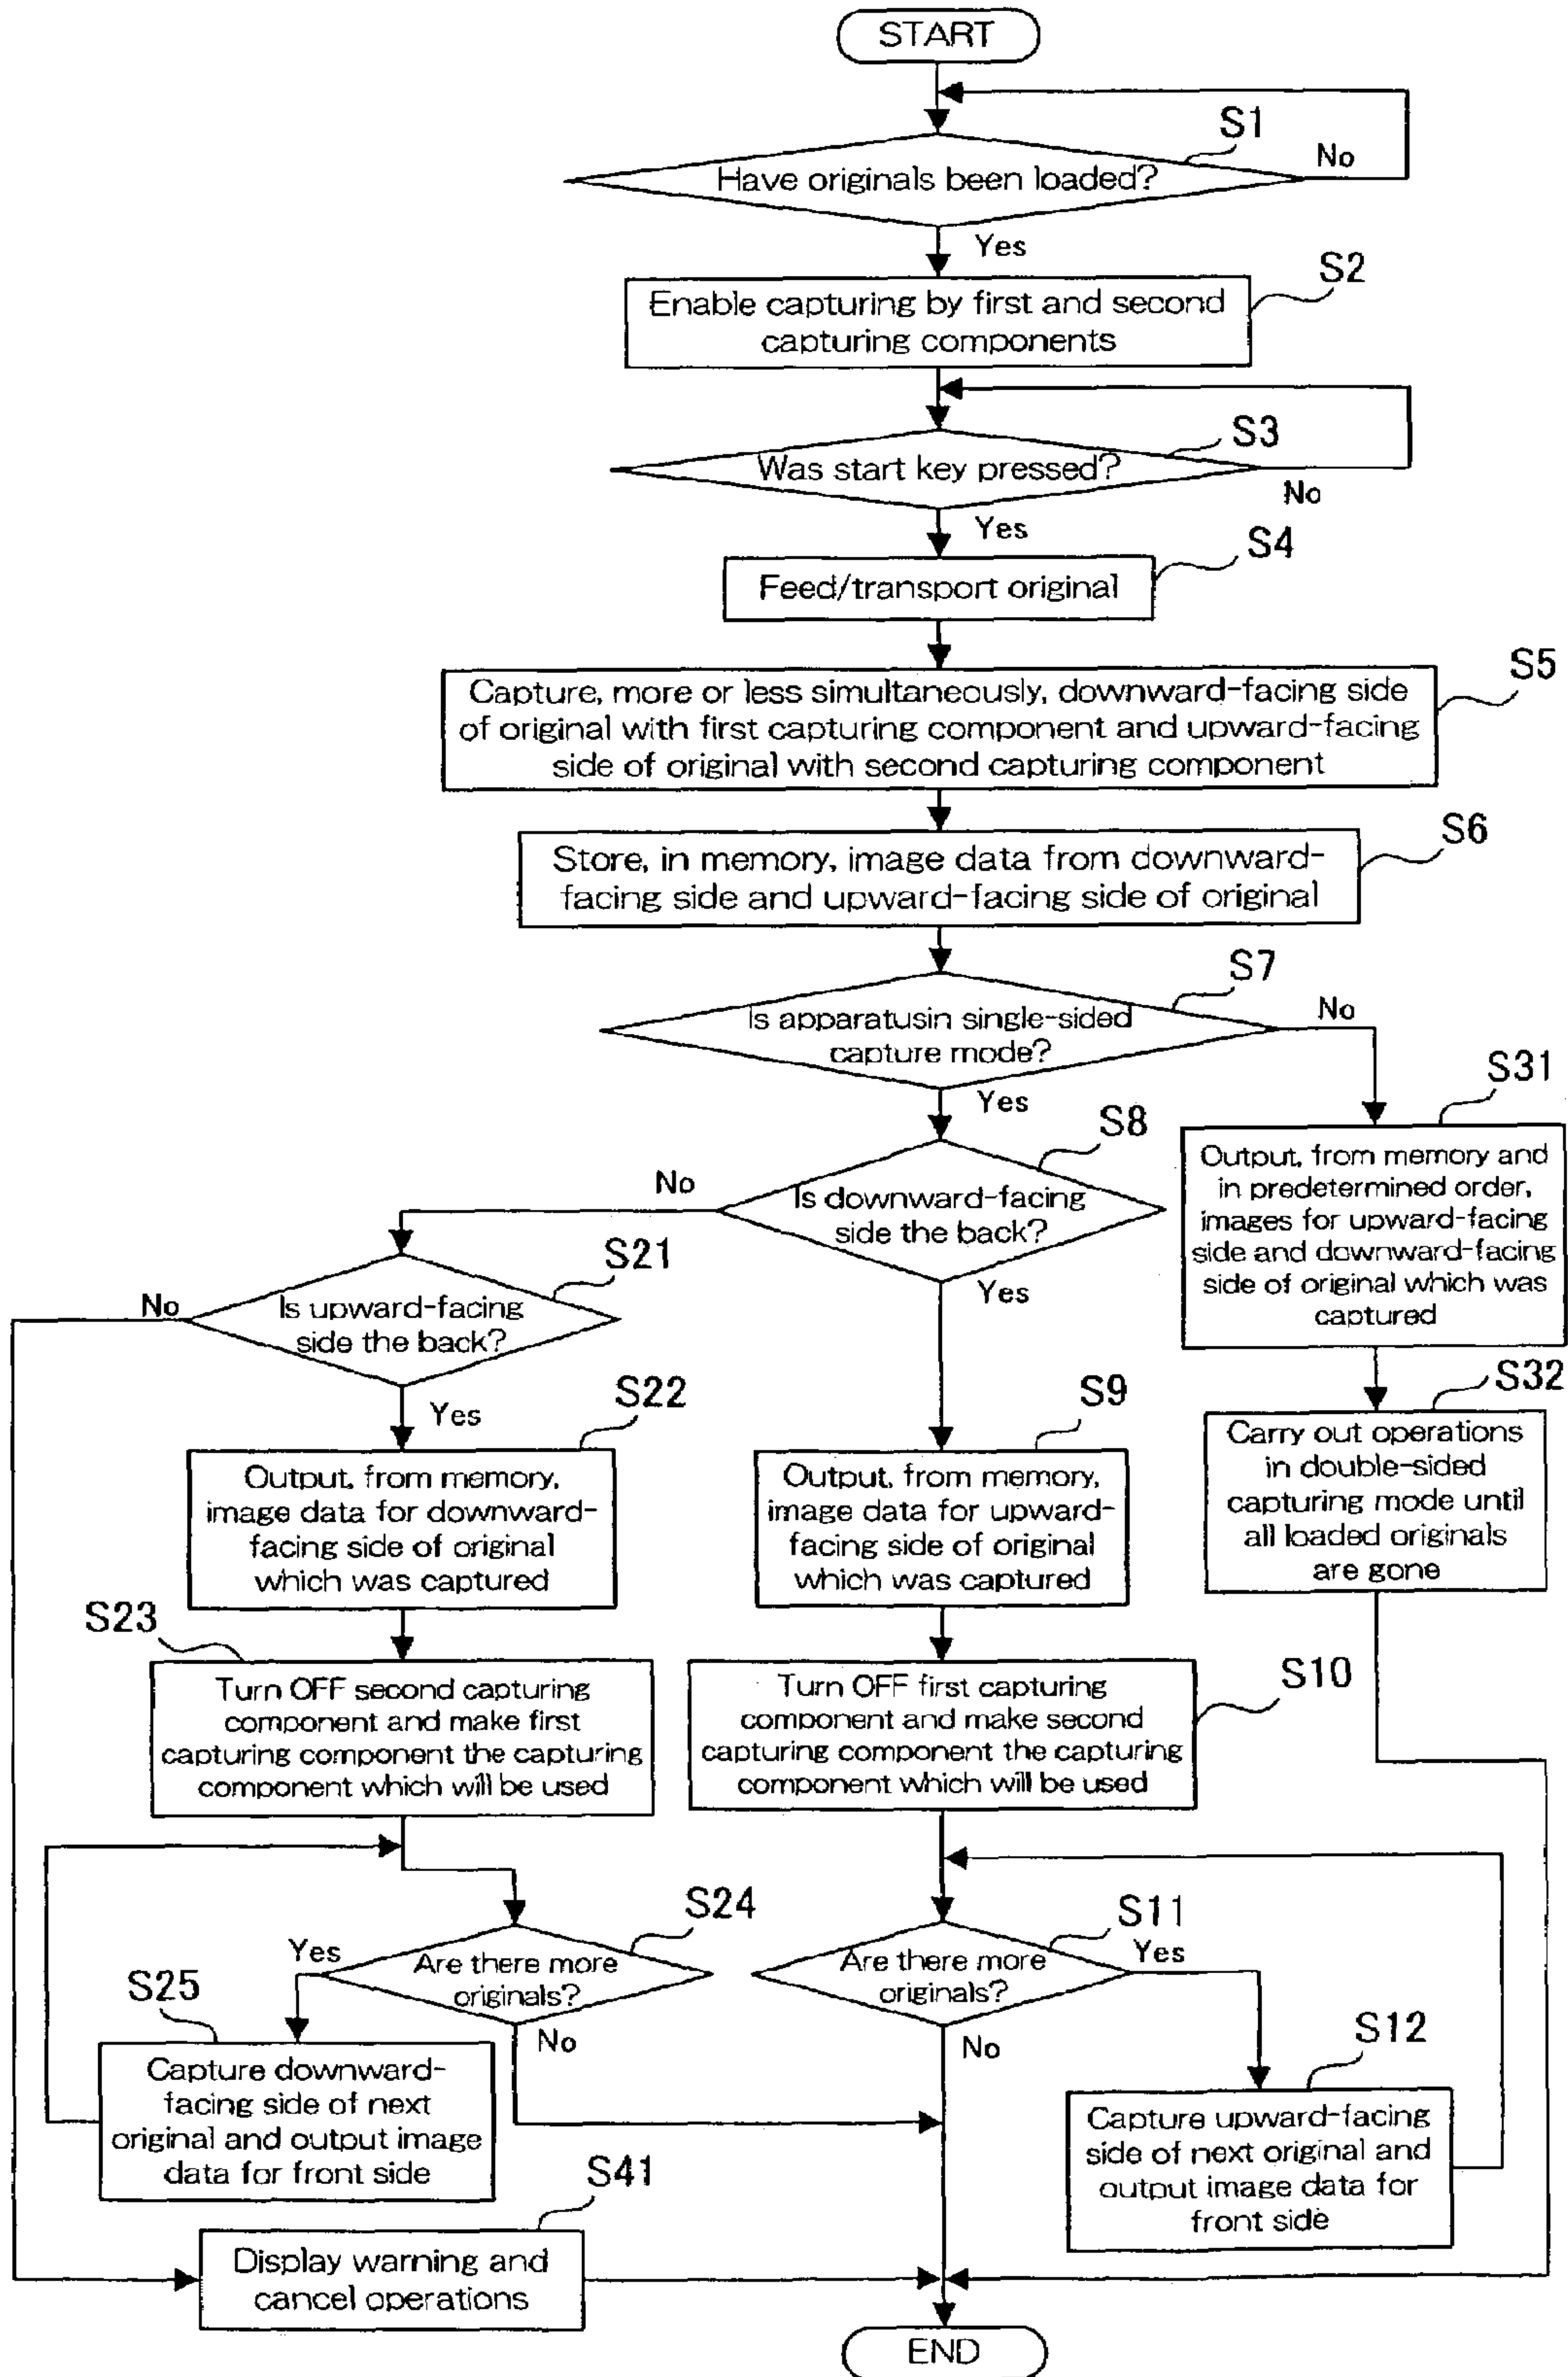 START
S1
Have originals been loaded?
No
Yes
S2
Enable capturing by first and second
capturing components
S3
Was start key pressed?
No
Yes
S4
Feed/transport original
S5
Capture, more or less simultaneously, downward-facing side
of original with first capturing component and upward-facing
side of original with second capturing component
S6
Store, in memory, image data from downward-
facing side and upward-facing side of original
S7
Is apparatusin single-sided
capture mode?
No
Yes
S31
Output, from memory and
in predetermined order,
images for upward-facing
side and downward-facing
side of original which was
captured
S32
Carry out operations
in double-sided
capturing mode until
all loaded originals
are gone
S8
Is downward-facing
side the back?
No
Yes
S21
Is upward-facing
side the back?
No
Yes
S22
Output, from memory,
image data for downward-
facing side of original
which was captured
S9
Output, from memory,
image data for upward-
facing side of original
which was captured
S23
Turn OFF second capturing
component and make first
capturing component the capturing
component which will be used
S10
Turn OFF first capturing
component and make second
capturing component the capturing
component which will be used
S24
Are there more
originals?
Yes
No
S11
Are there more
originals?
Yes
No
S25
Capture downward-
facing side of next
original and output image
data for front side
S12
Capture upward-facing
side of next original and
output image data for
front side
S41
Display warning and
cancel operations
END